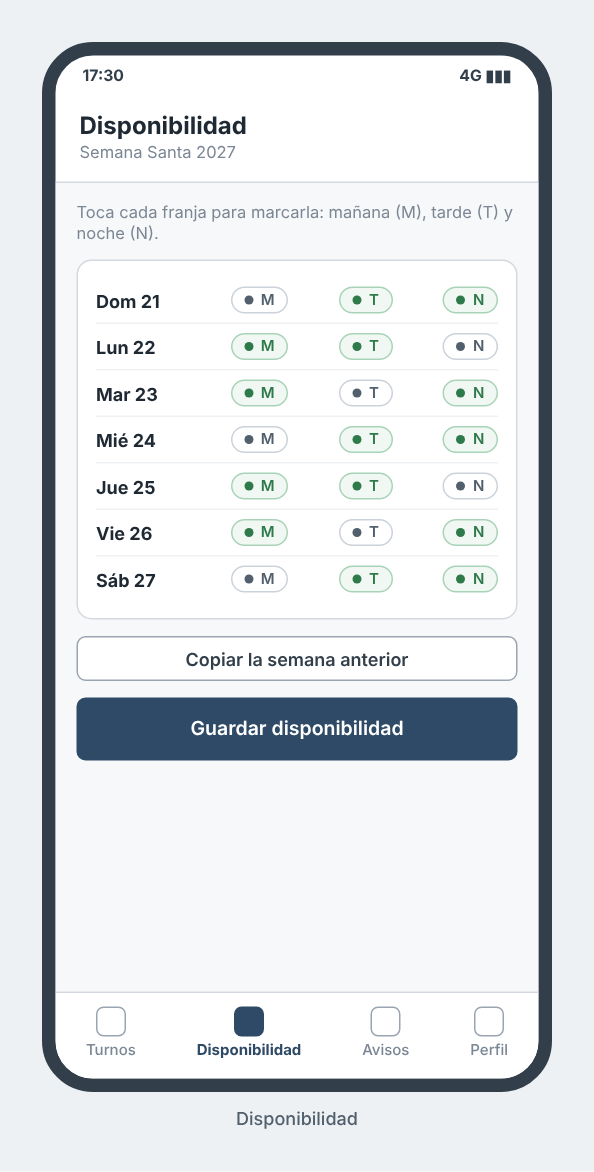 17:30 4G
Disponibilidad
Semana Santa 2027
Toca cada franja para marcarla: mañana (M), tarde (T) y
noche (N).
Dom 21 M T N
Lun 22 M T N
Mar 23 M T N
Mié 24 M T N
Jue 25 M T N
Vie 26 M T N
Sáb 27 M T N
Copiar la semana anterior
Guardar disponibilidad
Turnos Disponibilidad Avisos Perfil
Disponibilidad